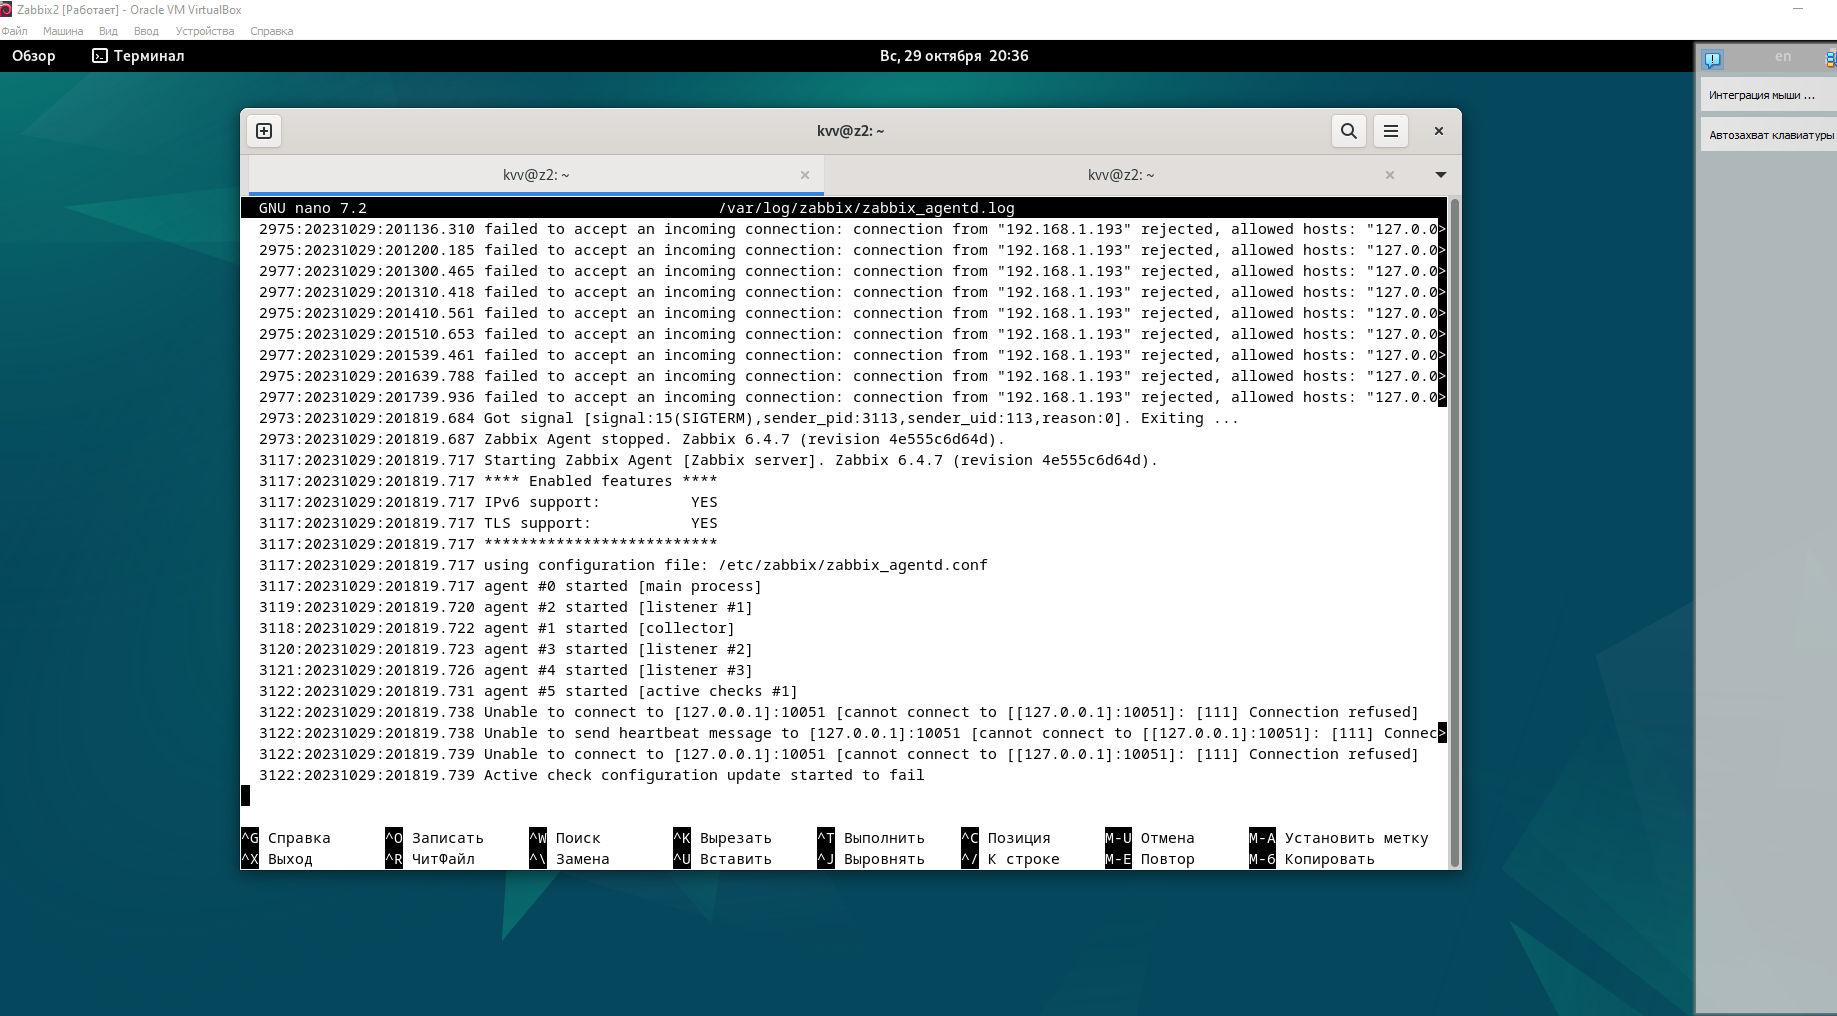 Zabbix2 [Работает] - Oracle VM VirtualBox
Файл Машина Вид Ввод Устройства Справка
Обзор Терминал Вс, 29 октября 20:36 en
Интеграция мыши ...
Автозахват клавиатуры
kvv@z2: ~
kvv@z2: ~ kvv@z2: ~
GNU nano 7.2 /var/log/zabbix/zabbix_agentd.log
2975:20231029:201136.310 failed to accept an incoming connection: connection from "192.168.1.193" rejected, allowed hosts: "127.0.0>
2975:20231029:201200.185 failed to accept an incoming connection: connection from "192.168.1.193" rejected, allowed hosts: "127.0.0>
2977:20231029:201300.465 failed to accept an incoming connection: connection from "192.168.1.193" rejected, allowed hosts: "127.0.0>
2977:20231029:201310.418 failed to accept an incoming connection: connection from "192.168.1.193" rejected, allowed hosts: "127.0.0>
2975:20231029:201410.561 failed to accept an incoming connection: connection from "192.168.1.193" rejected, allowed hosts: "127.0.0>
2975:20231029:201510.653 failed to accept an incoming connection: connection from "192.168.1.193" rejected, allowed hosts: "127.0.0>
2977:20231029:201539.461 failed to accept an incoming connection: connection from "192.168.1.193" rejected, allowed hosts: "127.0.0>
2975:20231029:201639.788 failed to accept an incoming connection: connection from "192.168.1.193" rejected, allowed hosts: "127.0.0>
2977:20231029:201739.936 failed to accept an incoming connection: connection from "192.168.1.193" rejected, allowed hosts: "127.0.0>
2973:20231029:201819.684 Got signal [signal:15(SIGTERM),sender_pid:3113,sender_uid:113,reason:0]. Exiting ...
2973:20231029:201819.687 Zabbix Agent stopped. Zabbix 6.4.7 (revision 4e555c6d64d).
3117:20231029:201819.717 Starting Zabbix Agent [Zabbix server]. Zabbix 6.4.7 (revision 4e555c6d64d).
3117:20231029:201819.717 **** Enabled features ****
3117:20231029:201819.717 IPv6 support: YES
3117:20231029:201819.717 TLS support: YES
3117:20231029:201819.717 **************************
3117:20231029:201819.717 using configuration file: /etc/zabbix/zabbix_agentd.conf
3117:20231029:201819.717 agent #0 started [main process]
3119:20231029:201819.720 agent #2 started [listener #1]
3118:20231029:201819.722 agent #1 started [collector]
3120:20231029:201819.723 agent #3 started [listener #2]
3121:20231029:201819.726 agent #4 started [listener #3]
3122:20231029:201819.731 agent #5 started [active checks #1]
3122:20231029:201819.738 Unable to connect to [127.0.0.1]:10051 [cannot connect to [[127.0.0.1]:10051]: [111] Connection refused]
3122:20231029:201819.738 Unable to send heartbeat message to [127.0.0.1]:10051 [cannot connect to [[127.0.0.1]:10051]: [111] Connec>
3122:20231029:201819.739 Unable to connect to [127.0.0.1]:10051 [cannot connect to [[127.0.0.1]:10051]: [111] Connection refused]
3122:20231029:201819.739 Active check configuration update started to fail
^G Справка ^O Записать ^W Поиск ^K Вырезать ^T Выполнить ^C Позиция M-U Отмена M-A Установить метку
^X Выход ^R ЧитФайл ^\ Замена ^U Вставить ^J Выровнять ^/ К строке M-E Повтор M-6 Копировать